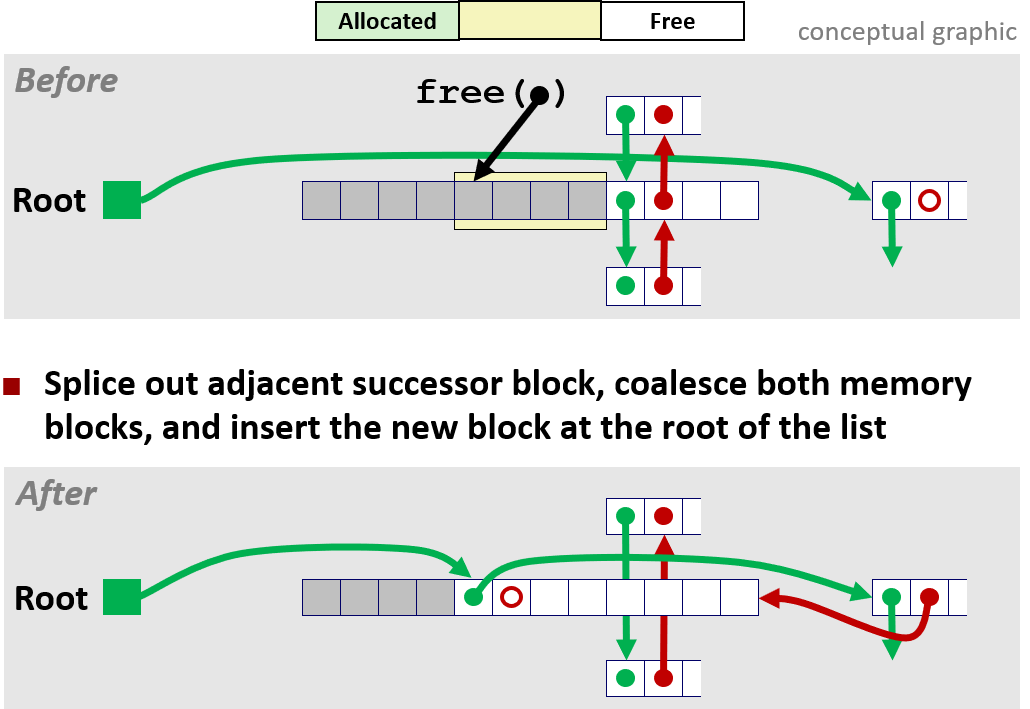 Allocated
Free
conceptual graphic
Before
free( )
Root
Splice out adjacent successor block, coalesce both memory
blocks, and insert the new block at the root of the list
After
Root